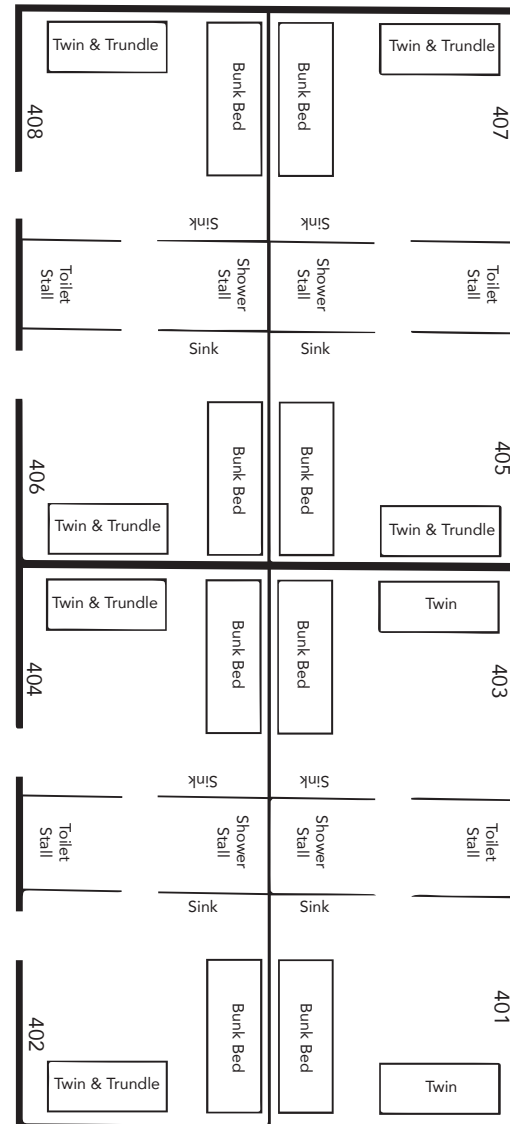 Twin & Trundle
Twin & Trundle
Bunk Bed
Bunk Bed
408
407
Sink
Sink
Toilet
Stall
Shower
Stall
Shower
Stall
Toilet
Stall
Sink
Sink
Bunk Bed
Bunk Bed
406
405
Twin & Trundle
Twin & Trundle
Twin & Trundle
Twin
Bunk Bed
Bunk Bed
404
403
Sink
Sink
Toilet
Stall
Shower
Stall
Shower
Stall
Toilet
Stall
Sink
Sink
Bunk Bed
Bunk Bed
402
401
Twin & Trundle
Twin